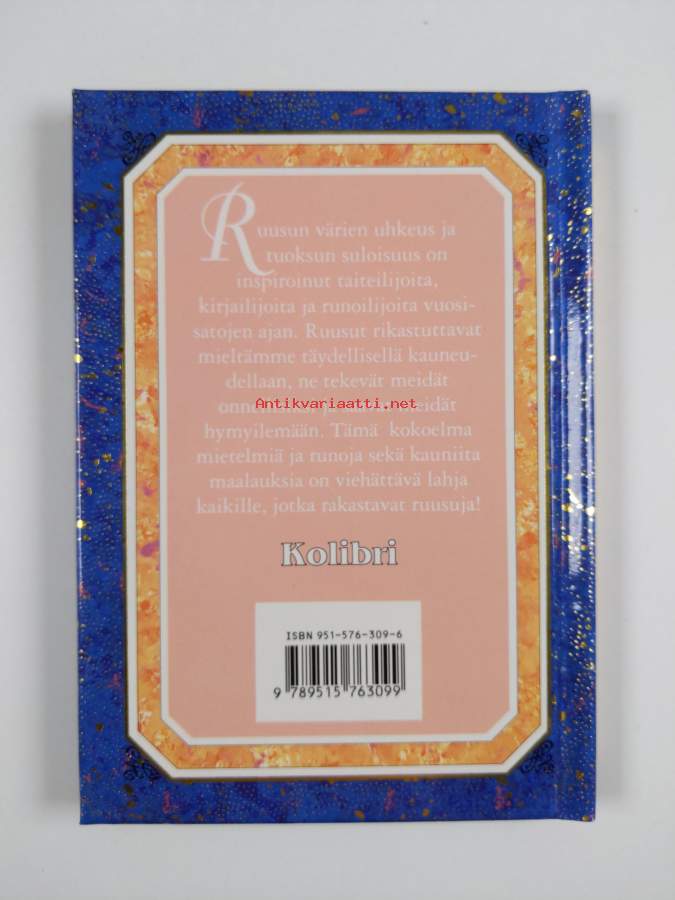 Ruusun värien uhkeus ja
tuoksun suloisuus on
inspiroinut taiteilijoita,
kirjailijoita ja runoilijoita vuosi-
satojen ajan. Ruusut rikastuttavat
mieltämme täydellisellä kauneu-
dellaan, ne tekevät meidät
Antikvariaatti.net
hymyilemään. Tämä kokoelma
mietelmiä ja runoja sekä kauniita
maalauksia on viehättävä lahja
kaikille, jotka rakastavat ruusuja!
Kolibri
ISBN 951-576-309-6
9 789515 763099